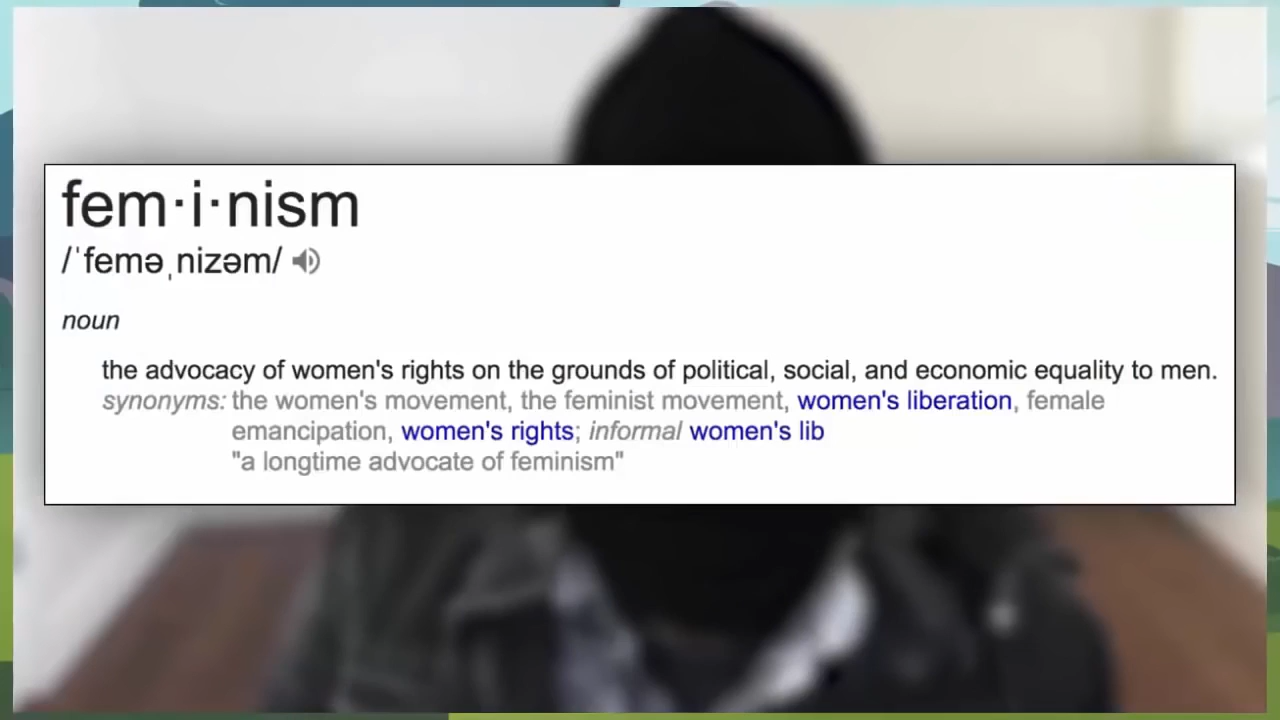 fem·i·nism
/ˈfeməˌnizəm/
noun
the advocacy of women's rights on the grounds of political, social, and economic equality to men.
synonyms: the women's movement, the feminist movement, women's liberation, female
emancipation, women's rights; informal women's lib
"a longtime advocate of feminism"